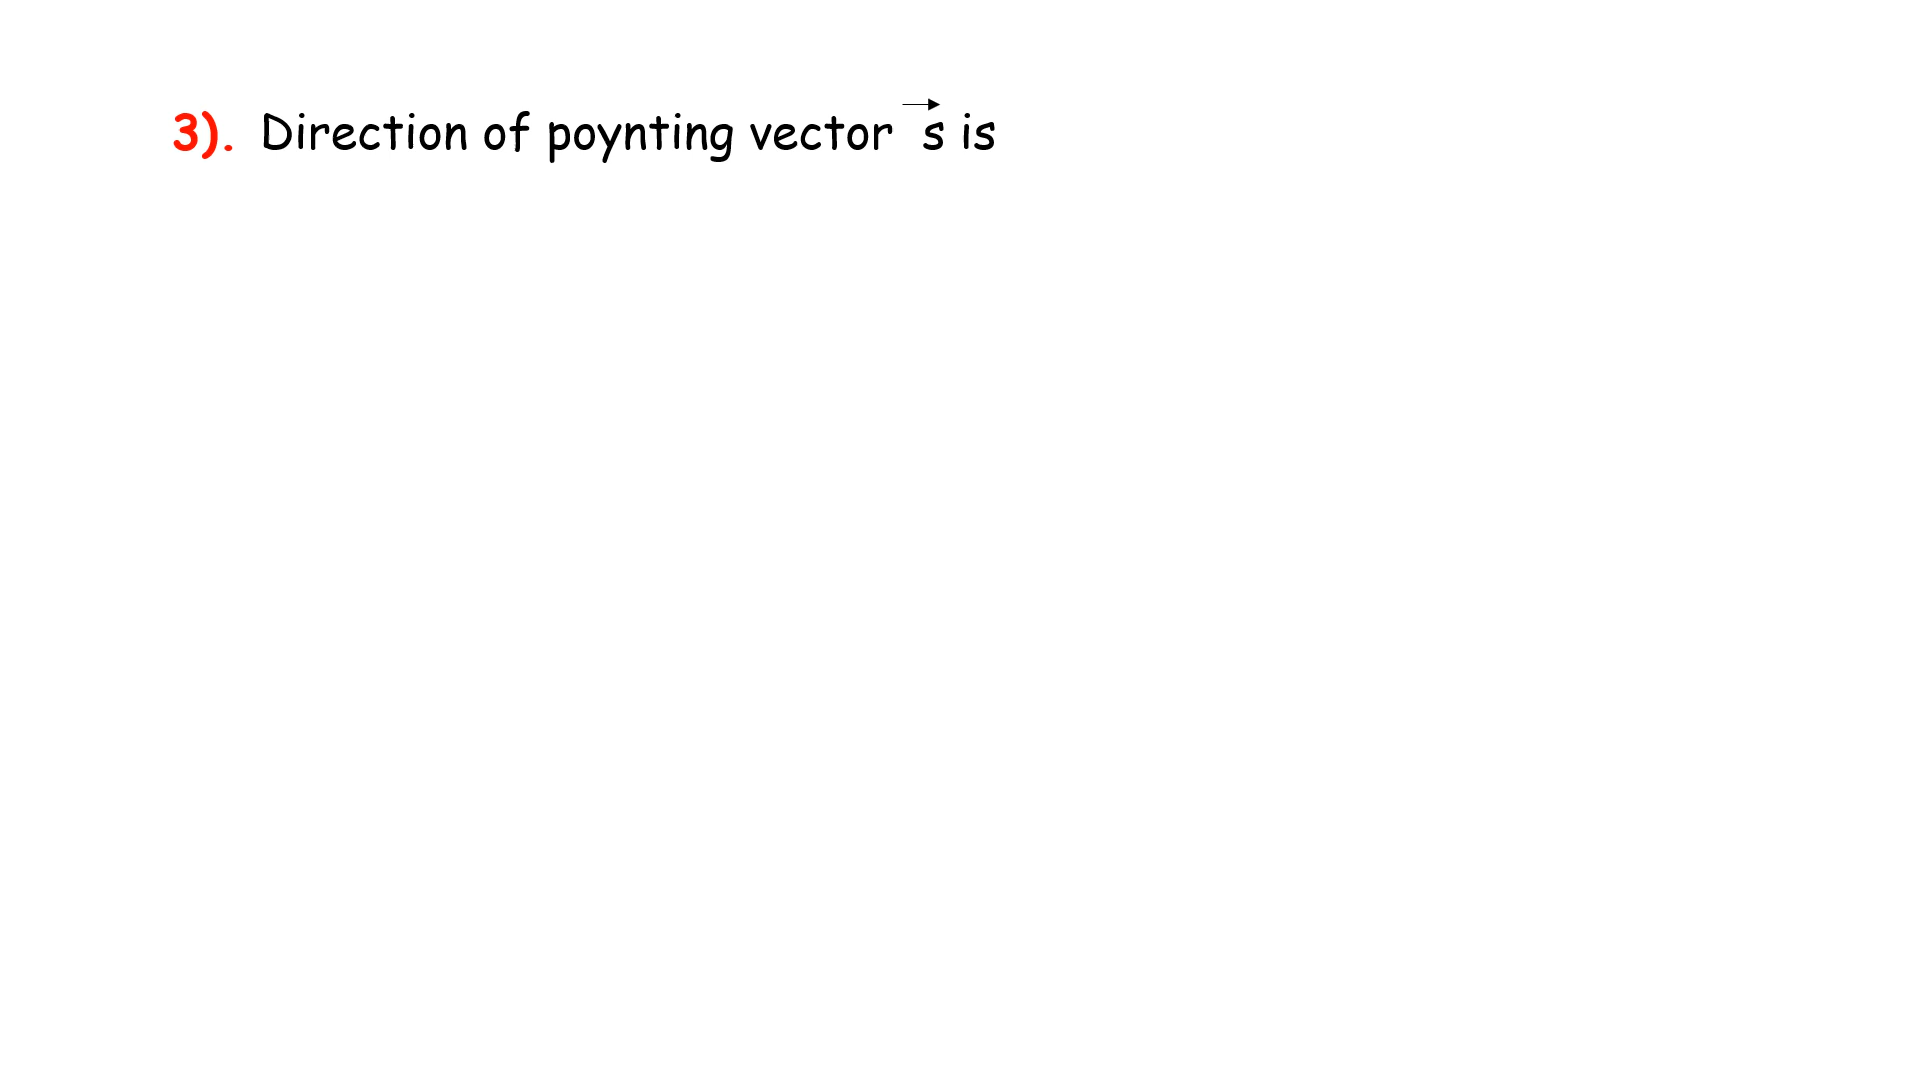 3). Direction of poynting vector s⃗ is